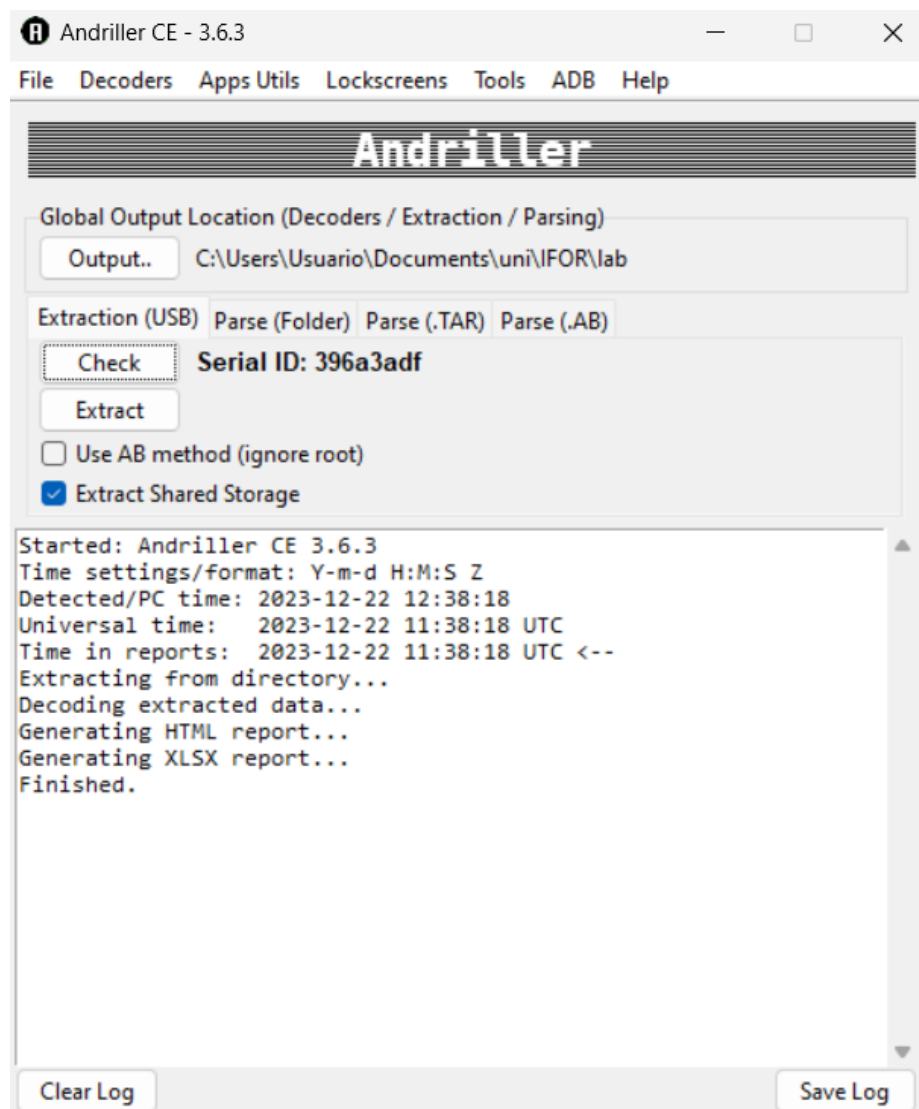 Andriller CE - 3.6.3
File Decoders Apps Utils Lockscreens Tools ADB Help
Andriller
Global Output Location (Decoders / Extraction / Parsing)
Output.. C:\Users\Usuario\Documents\uni\IFOR\lab
Extraction (USB) Parse (Folder) Parse (.TAR) Parse (.AB)
Check Serial ID: 396a3adf
Extract
Use AB method (ignore root)
Extract Shared Storage
Started: Andriller CE 3.6.3
Time settings/format: Y-m-d H:M:S Z
Detected/PC time: 2023-12-22 12:38:18
Universal time:   2023-12-22 11:38:18 UTC
Time in reports:  2023-12-22 11:38:18 UTC <--
Extracting from directory...
Decoding extracted data...
Generating HTML report...
Generating XLSX report...
Finished.
Clear Log Save Log